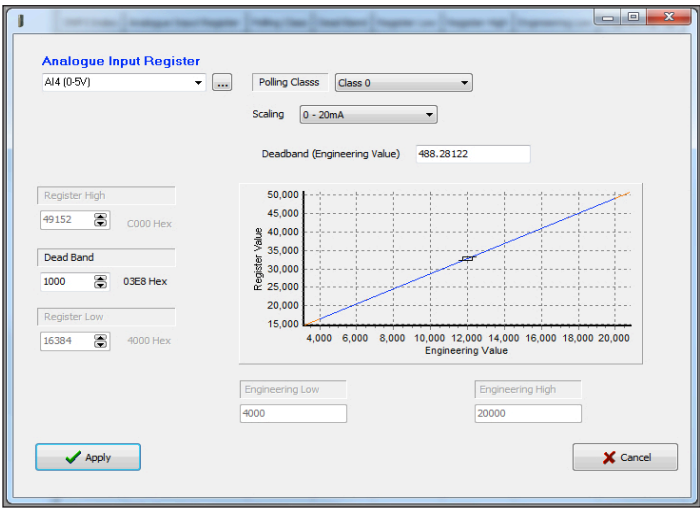 Analogue Input Register
AI4 (0-5V)
...
Polling Classs
Class 0
Scaling
0 - 20mA
Deadband (Engineering Value)
488.28122
Register High
49152
C000 Hex
Dead Band
1000
03E8 Hex
Register Low
16384
4000 Hex
Register Value
50,000
45,000
40,000
35,000
30,000
25,000
20,000
15,000
4,000 6,000 8,000 10,000 12,000 14,000 16,000 18,000 20,000
Engineering Value
Engineering Low
4000
Engineering High
20000
Apply
Cancel